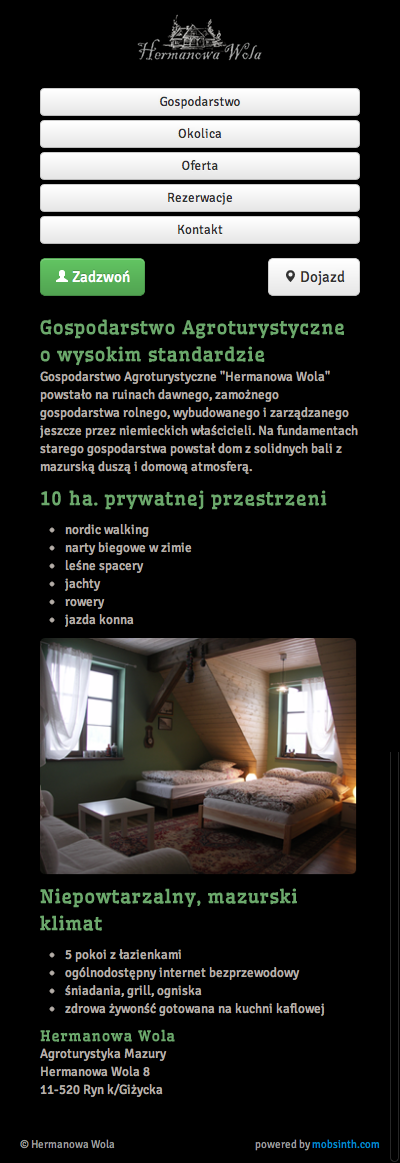 Hermanowa Wola
Gospodarstwo
Okolica
Oferta
Rezerwacje
Kontakt
Zadzwoń
Dojazd
Gospodarstwo Agroturystyczne
o wysokim standardzie
Gospodarstwo Agroturystyczne "Hermanowa Wola"
powstało na ruinach dawnego, zamożnego
gospodarstwa rolnego, wybudowanego i zarządzanego
jeszcze przez niemieckich właścicieli. Na fundamentach
starego gospodarstwa powstał dom z solidnych bali z
mazurską duszą i domową atmosferą.
10 ha. prywatnej przestrzeni
nordic walking
narty biegowe w zimie
leśne spacery
jachty
rowery
jazda konna
Niepowtarzalny, mazurski
klimat
5 pokoi z łazienkami
ogólnodostępny internet bezprzewodowy
śniadania, grill, ogniska
zdrowa żywonść gotowana na kuchni kaflowej
Hermanowa Wola
Agroturystyka Mazury
Hermanowa Wola 8
11-520 Ryn k/Giżycka
© Hermanowa Wola powered by mobsinth.com